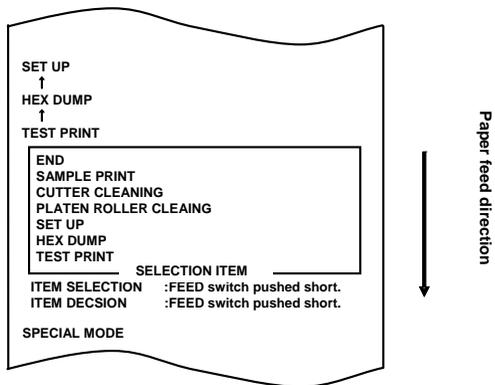 SET UP
↑
HEX DUMP
↑
TEST PRINT
END
SAMPLE PRINT
CUTTER CLEANING
PLATEN ROLLER CLEAING
SET UP
HEX DUMP
TEST PRINT
SELECTION ITEM
ITEM SELECTION :FEED switch pushed short.
ITEM DECSION :FEED switch pushed short.
SPECIAL MODE
Paper feed direction